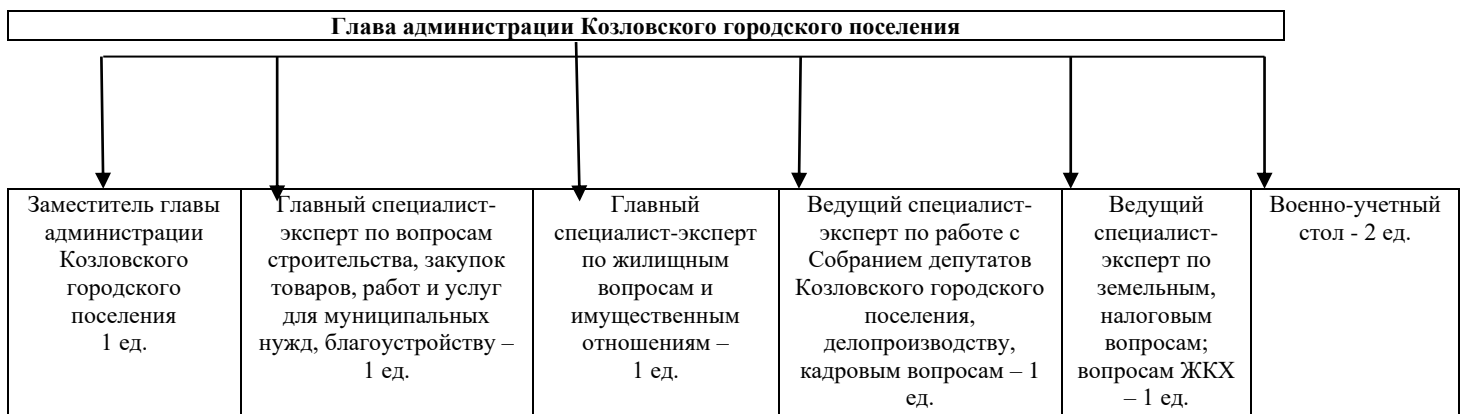 Глава администрации Козловского городского поселения
Заместитель главы
администрации
Козловского
городского
поселения
1 ед.
Главный специалист-
эксперт по вопросам
строительства, закупок
товаров, работ и услуг
для муниципальных
нужд, благоустройству –
1 ед.
Главный
специалист-эксперт
по жилищным
вопросам и
имущественным
отношениям –
1 ед.
Ведущий специалист-
эксперт по работе с
Собранием депутатов
Козловского городского
поселения,
делопроизводству,
кадровым вопросам – 1
ед.
Ведущий
специалист-
эксперт по
земельным,
налоговым
вопросам;
вопросам ЖКХ
– 1 ед.
Военно-учетный
стол - 2 ед.